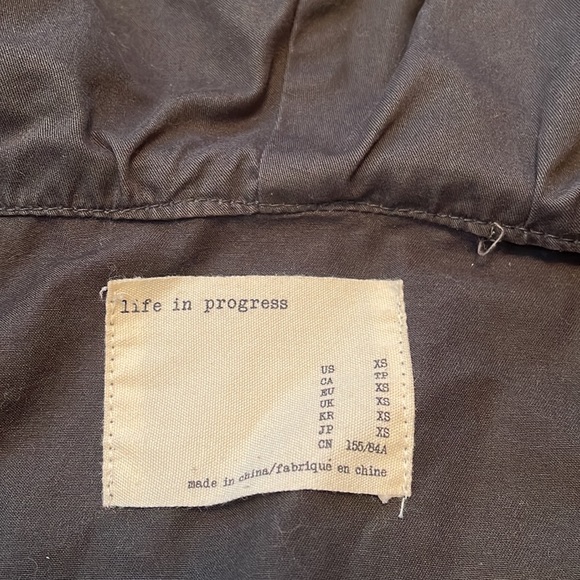 life in progress
US XS
CA TP
EU XS
UK XS
KR XS
JP XS
CN 155/84A
made in china/fabriqué en chine